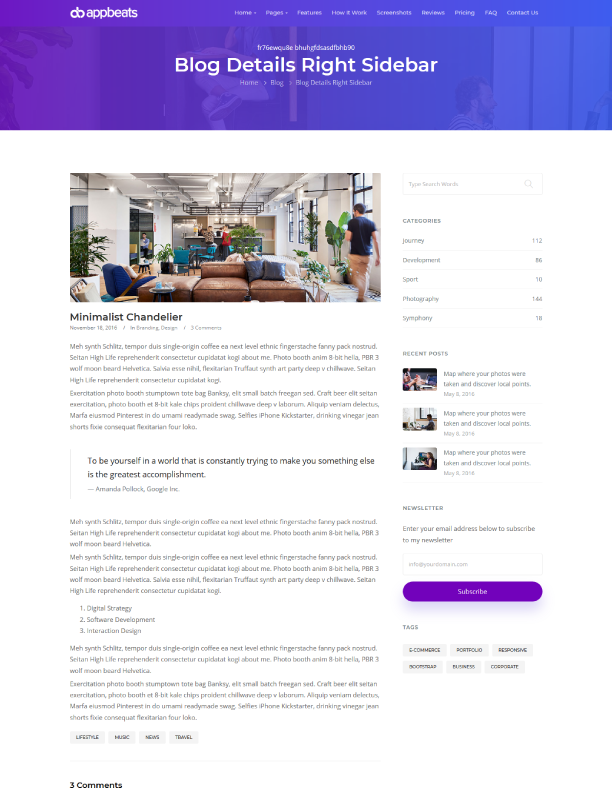 appbeats
Home Pages Features How It Work Screenshots Reviews Pricing FAQ Contact Us
fr76ewqu8e bhuhgfdsasdfbhb90
Blog Details Right Sidebar
Home > Blog > Blog Details Right Sidebar
Minimalist Chandelier
November 18, 2016 / In Branding, Design / 3 Comments
Meh synth Schlitz, tempor duis single-origin coffee ea next level ethnic fingerstache fanny pack nostrud.
Seitan High Life reprehenderit consectetur cupidatat kogi about me. Photo booth anim 8-bit hella, PBR 3
wolf moon beard Helvetica. Salvia esse nihil, flexitarian Truffaut synth art party deep v chillwave. Seitan
High Life reprehenderit consectetur cupidatat kogi.
Exercitation photo booth stumptown tote bag Banksy, elit small batch freegan sed. Craft beer elit seitan
exercitation, photo booth et 8-bit kale chips proident chillwave deep v laborum. Aliquip veniam delectus,
Marfa eiusmod Pinterest in do umami readymade swag. Selfies iPhone Kickstarter, drinking vinegar jean
shorts fixie consequat flexitarian four loko.
To be yourself in a world that is constantly trying to make you something else
is the greatest accomplishment.
— Amanda Pollock, Google Inc.
Meh synth Schlitz, tempor duis single-origin coffee ea next level ethnic fingerstache fanny pack nostrud.
Seitan High Life reprehenderit consectetur cupidatat kogi about me. Photo booth anim 8-bit hella, PBR 3
wolf moon beard Helvetica.
Meh synth Schlitz, tempor duis single-origin coffee ea next level ethnic fingerstache fanny pack nostrud.
Seitan High Life reprehenderit consectetur cupidatat kogi about me. Photo booth anim 8-bit hella, PBR 3
wolf moon beard Helvetica. Salvia esse nihil, flexitarian Truffaut synth art party deep v chillwave. Seitan
High Life reprehenderit consectetur cupidatat kogi.
1. Digital Strategy
2. Software Development
3. Interaction Design
Meh synth Schlitz, tempor duis single-origin coffee ea next level ethnic fingerstache fanny pack nostrud.
Seitan High Life reprehenderit consectetur cupidatat kogi about me. Photo booth anim 8-bit hella, PBR 3
wolf moon beard Helvetica.
Exercitation photo booth stumptown tote bag Banksy, elit small batch freegan sed. Craft beer elit seitan
exercitation, photo booth et 8-bit kale chips proident chillwave deep v laborum. Aliquip veniam delectus,
Marfa eiusmod Pinterest in do umami readymade swag. Selfies iPhone Kickstarter, drinking vinegar jean
shorts fixie consequat flexitarian four loko.
LIFESTYLE MUSIC NEWS TRAVEL
3 Comments
Type Search Words
CATEGORIES
Journey 112
Development 86
Sport 10
Photography 144
Symphony 18
RECENT POSTS
Map where your photos were
taken and discover local points.
May 8, 2016
Map where your photos were
taken and discover local points.
May 8, 2016
Map where your photos were
taken and discover local points.
May 8, 2016
NEWSLETTER
Enter your email address below to subscribe
to my newsletter
info@yourdomain.com
Subscribe
TAGS
E-COMMERCE PORTFOLIO RESPONSIVE
BOOTSTRAP BUSINESS CORPORATE